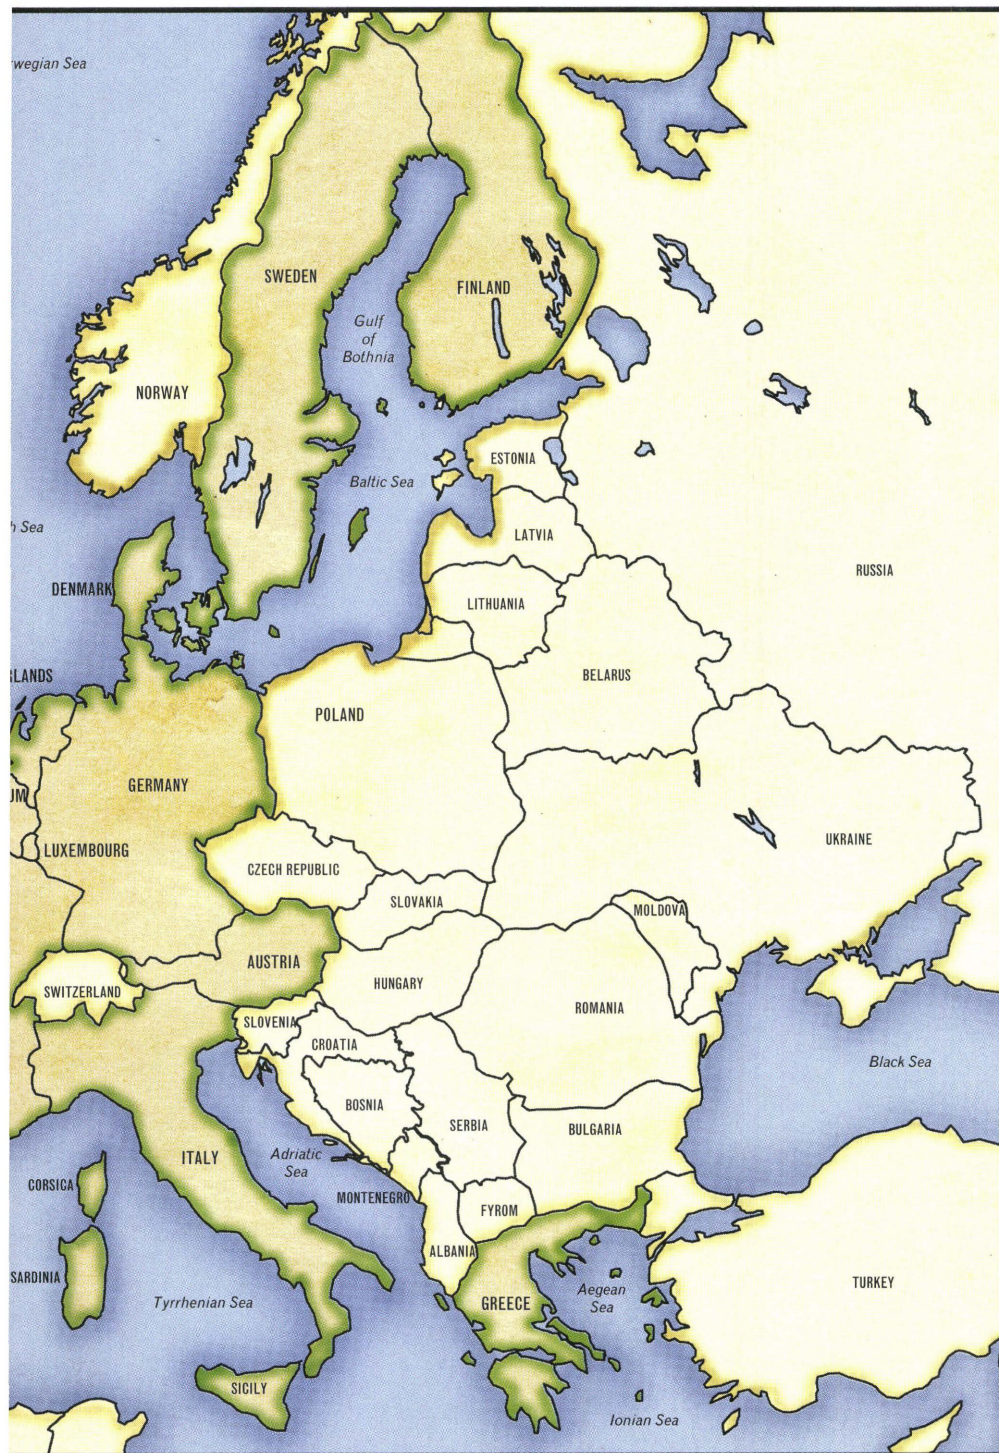 wegian Sea
SWEDEN
FINLAND
Gulf
of
Bothnia
NORWAY
ESTONIA
Baltic Sea
h Sea
LATVIA
RUSSIA
DENMARK
LITHUANIA
BELARUS
RLANDS
POLAND
GERMANY
UM
UKRAINE
LUXEMBOURG
CZECH REPUBLIC
SLOVAKIA
MOLDOVA
AUSTRIA
HUNGARY
SWITZERLAND
ROMANIA
SLOVENIA
CROATIA
Black Sea
BOSNIA
SERBIA
BULGARIA
ITALY
Adriatic
Sea
CORSICA
MONTENEGRO
FYROM
ALBANIA
SARDINIA
TURKEY
Aegean
Sea
Tyrrhenian Sea
GREECE
SICILY
Ionian Sea